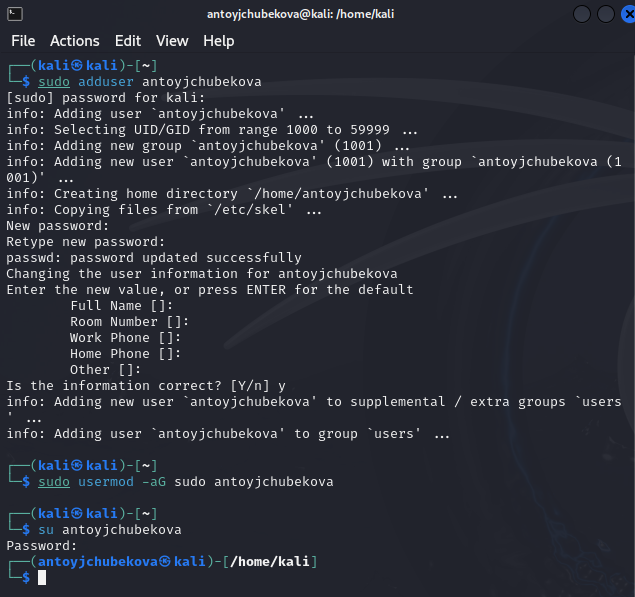 antoyjchubekova@kali: /home/kali
File Actions Edit View Help
┌──(kali㉿kali)-[~]
└─$ sudo adduser antoyjchubekova
[sudo] password for kali:
info: Adding user `antoyjchubekova' ...
info: Selecting UID/GID from range 1000 to 59999 ...
info: Adding new group `antoyjchubekova' (1001) ...
info: Adding new user `antoyjchubekova' (1001) with group `antoyjchubekova (1
001)' ...
info: Creating home directory `/home/antoyjchubekova' ...
info: Copying files from `/etc/skel' ...
New password:
Retype new password:
passwd: password updated successfully
Changing the user information for antoyjchubekova
Enter the new value, or press ENTER for the default
        Full Name []:
        Room Number []:
        Work Phone []:
        Home Phone []:
        Other []:
Is the information correct? [Y/n] y
info: Adding new user `antoyjchubekova' to supplemental / extra groups `users
' ...
info: Adding user `antoyjchubekova' to group `users' ...
┌──(kali㉿kali)-[~]
└─$ sudo usermod -aG sudo antoyjchubekova
┌──(kali㉿kali)-[~]
└─$ su antoyjchubekova
Password:
┌──(antoyjchubekova㉿kali)-[/home/kali]
└─$